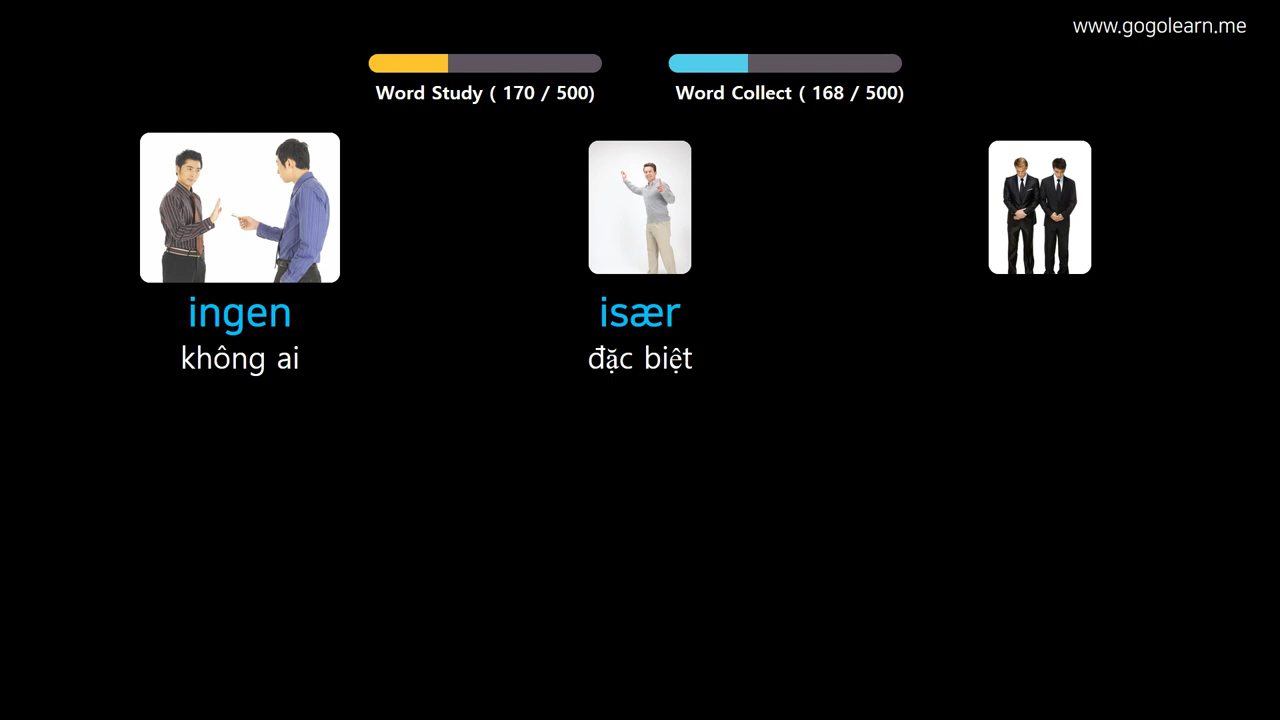 www.gogolearn.me
Word Study ( 170 / 500)
Word Collect ( 168 / 500)
ingen
især
không ai
đặc biệt